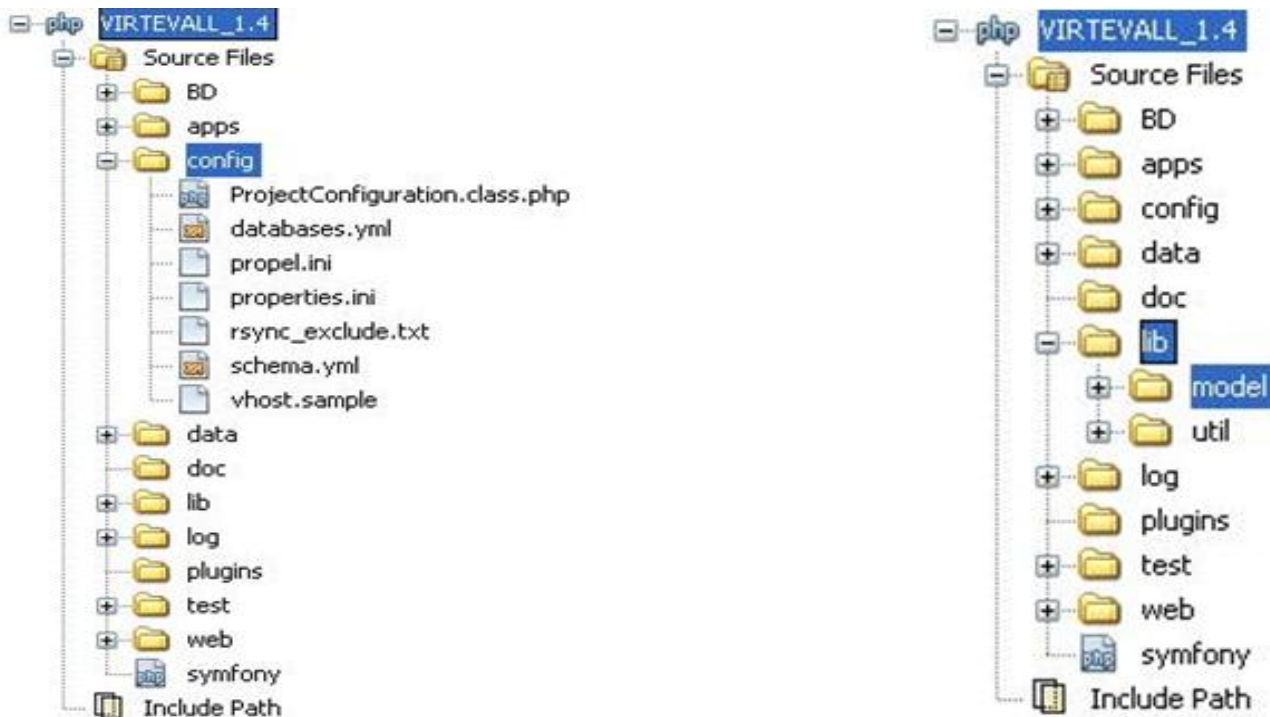 VIRTEVALL_1.4
Source Files
BD
apps
config
ProjectConfiguration.class.php
databases.yml
propel.ini
properties.ini
rsync_exclude.txt
schema.yml
vhost.sample
data
doc
lib
log
plugins
test
web
symfony
Include Path
VIRTEVALL_1.4
Source Files
BD
apps
config
data
doc
lib
model
util
log
plugins
test
web
symfony
Include Path